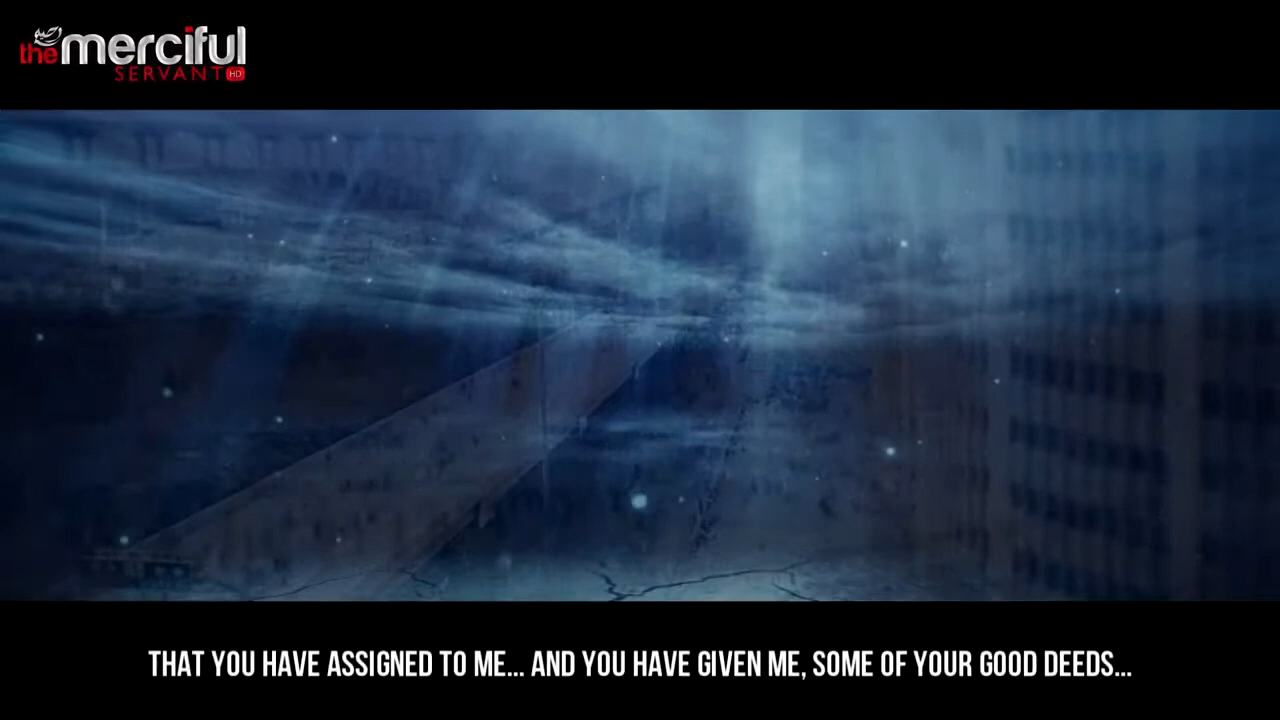 the merciful
SERVANT HD
THAT YOU HAVE ASSIGNED TO ME... AND YOU HAVE GIVEN ME, SOME OF YOUR GOOD DEEDS...